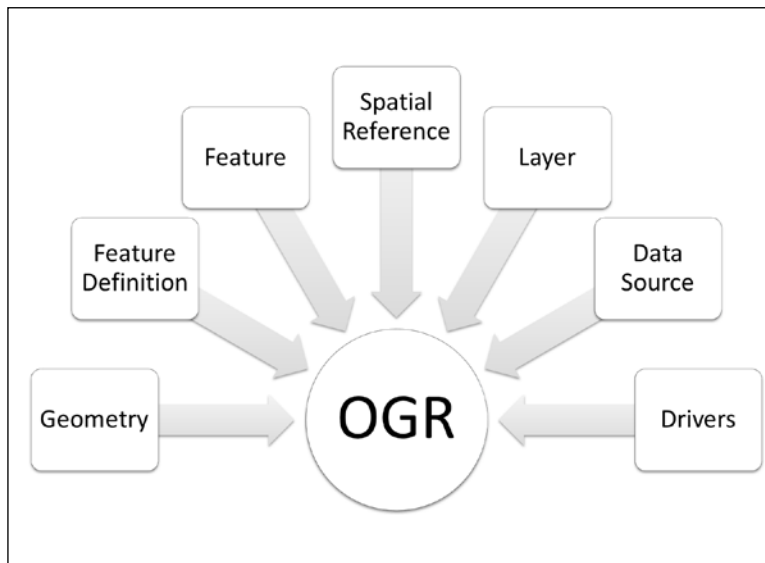 Spatial
Reference
Feature
Layer
Feature
Definition
Data
Source
Geometry
OGR
Drivers